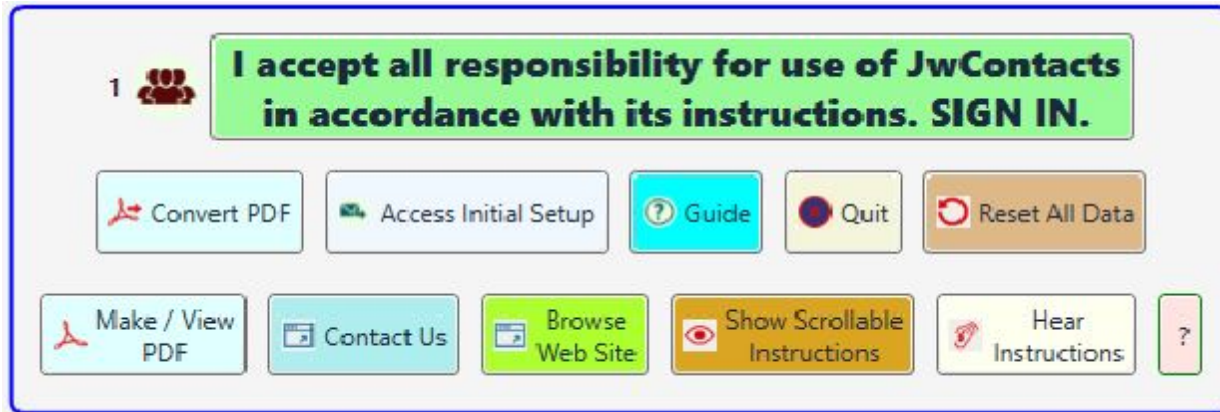 1
I accept all responsibility for use of JwContacts
in accordance with its instructions. SIGN IN.
Convert PDF
Access Initial Setup
Guide
Quit
Reset All Data
Make / View
PDF
Contact Us
Browse
Web Site
Show Scrollable
Instructions
Hear
Instructions
?